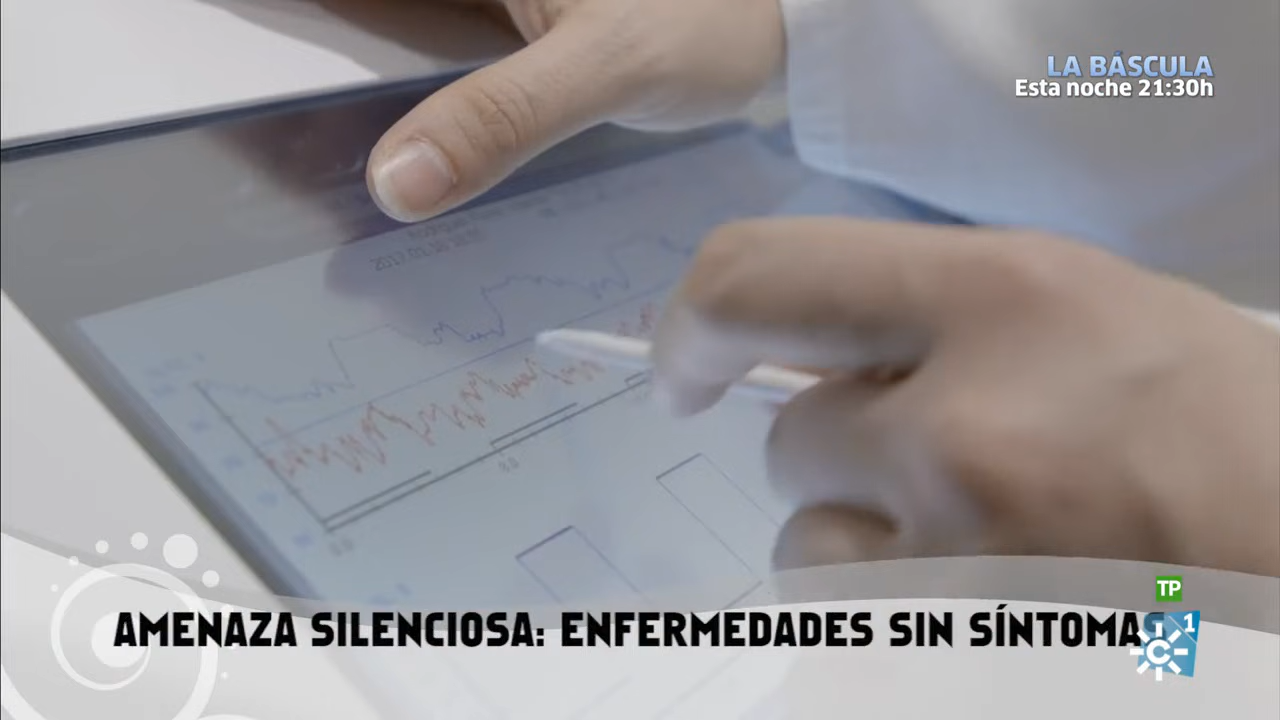 LA BÁSCULA
Esta noche 21:30h
TP
AMENAZA SILENCIOSA: ENFERMEDADES SIN SÍNTOMAS
1